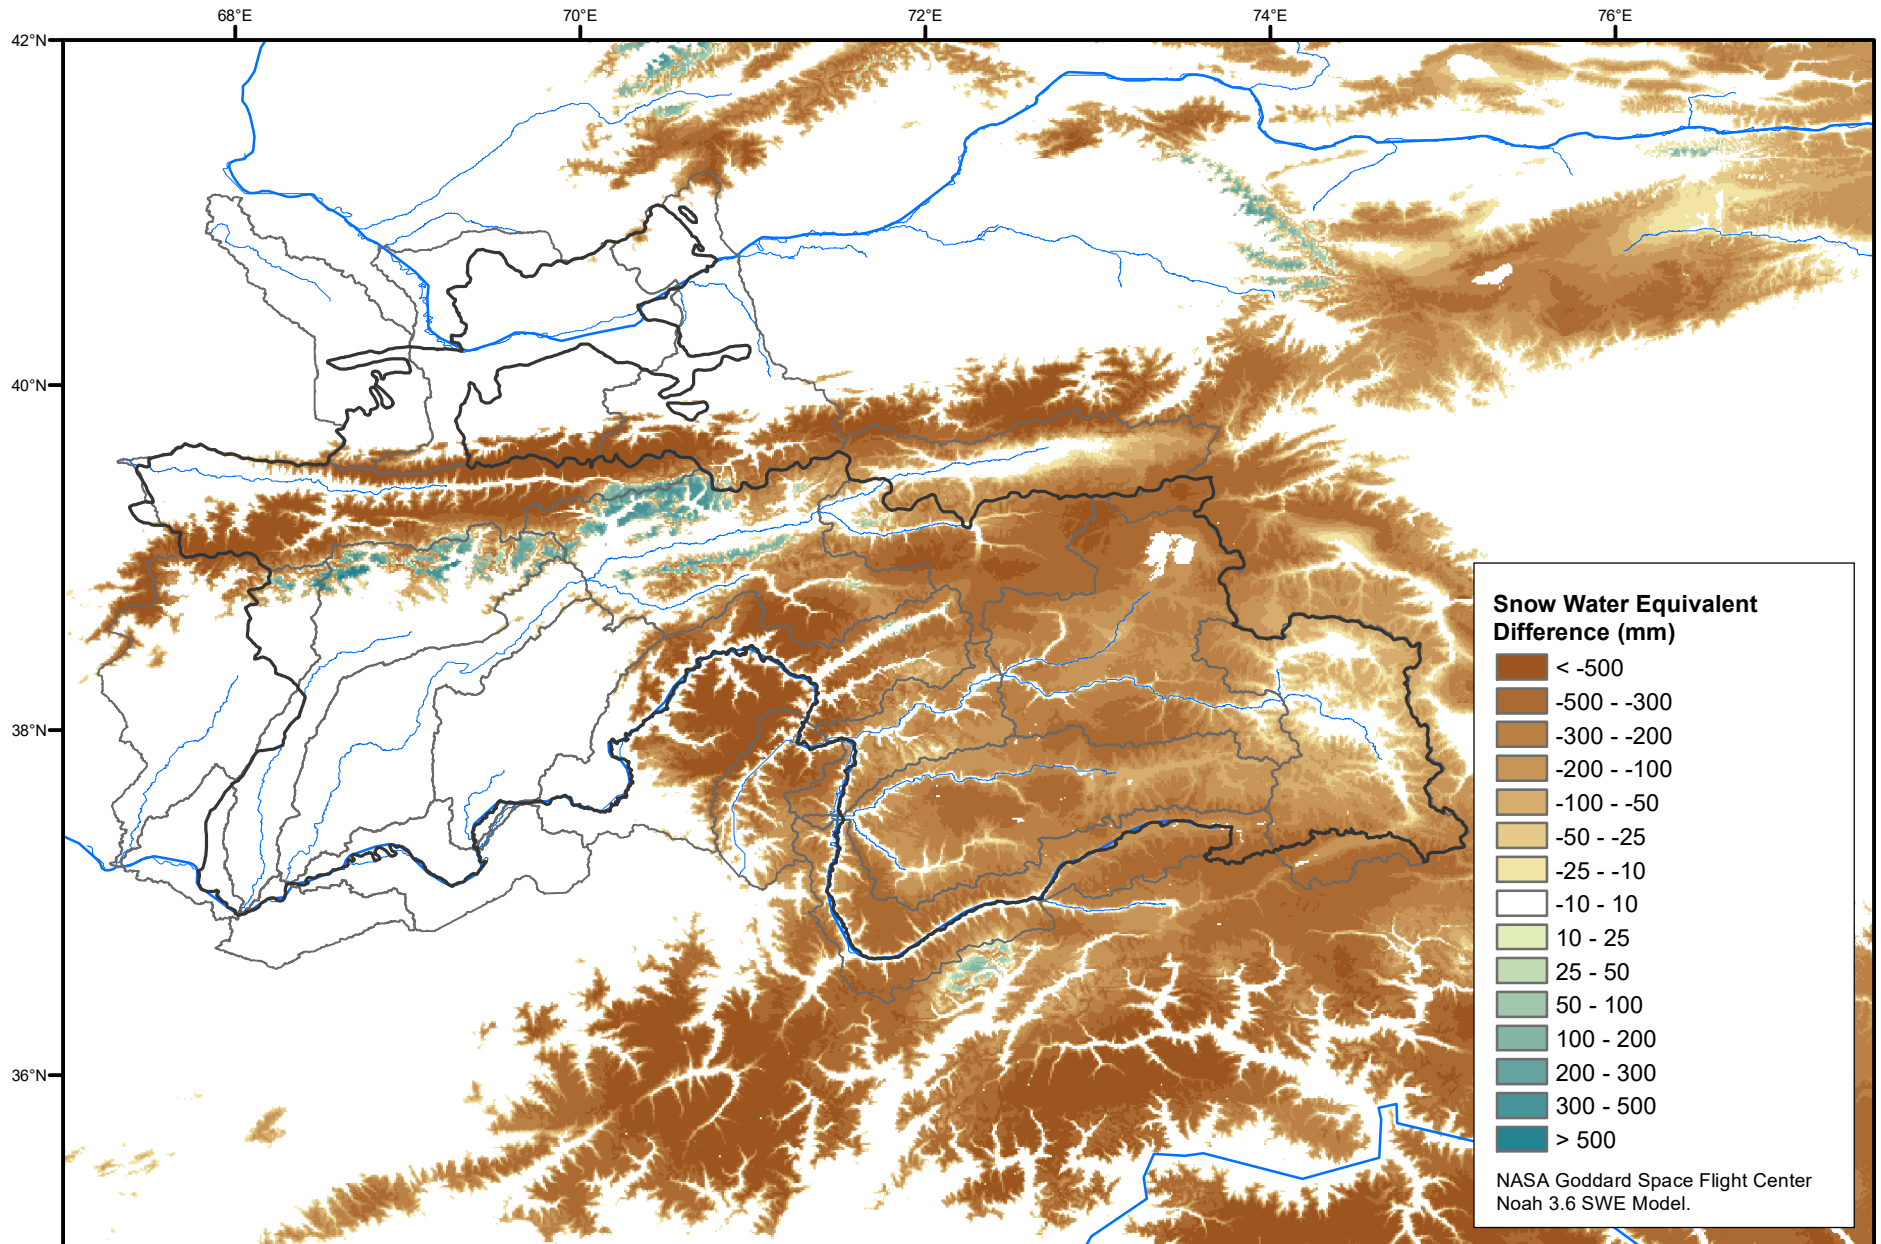 68°E 70°E 72°E 74°E 76°E
42°N
40°N
38°N
36°N
Snow Water Equivalent
Difference (mm)
< -500
-500 - -300
-300 - -200
-200 - -100
-100 - -50
-50 - -25
-25 - -10
-10 - 10
10 - 25
25 - 50
50 - 100
100 - 200
200 - 300
300 - 500
> 500
NASA Goddard Space Flight Center
Noah 3.6 SWE Model.